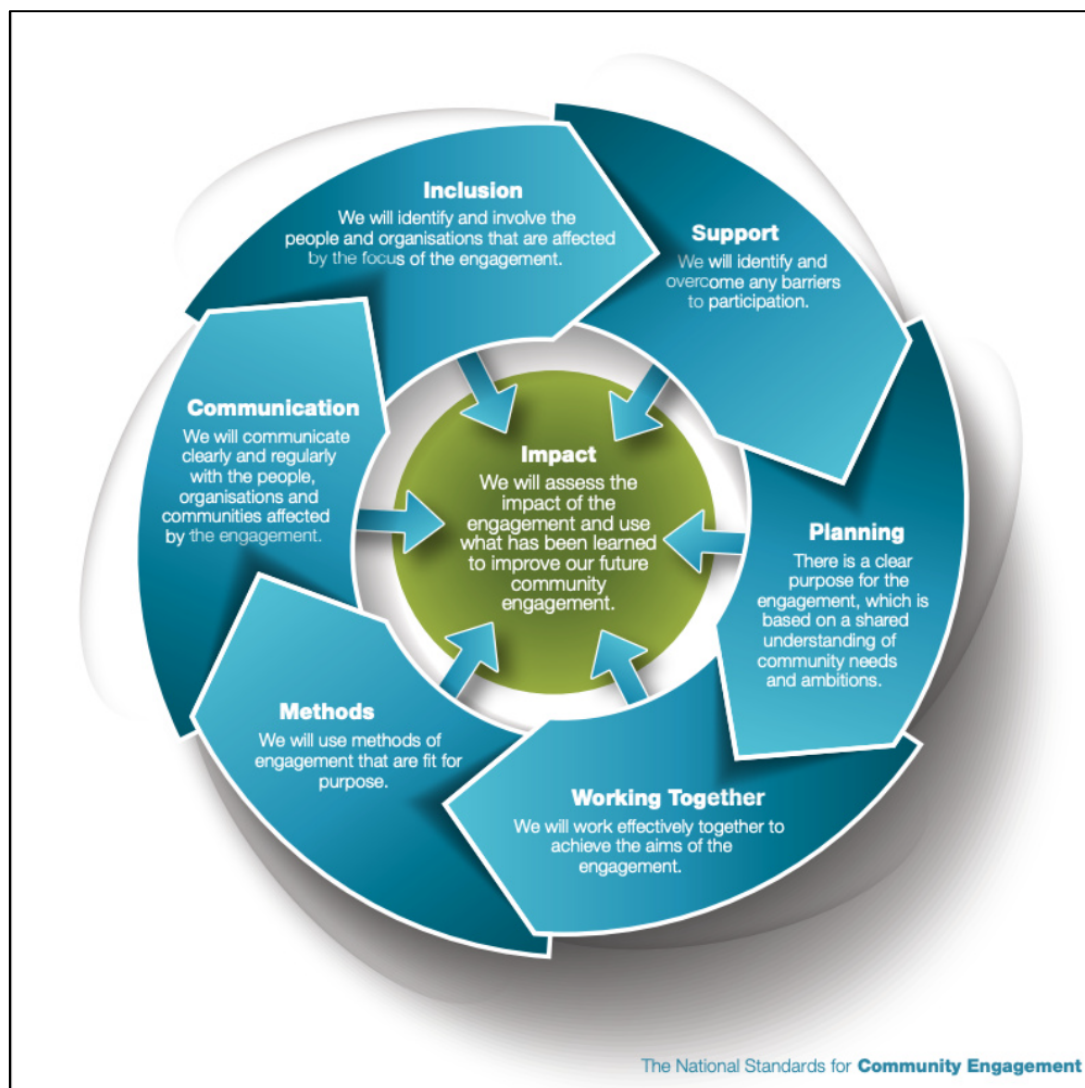 Inclusion
We will identify and involve the
people and organisations that are affected
by the focus of the engagement.
Support
We will identify and
overcome any barriers
to participation.
Planning
There is a clear
purpose for the
engagement, which is
based on a shared
understanding of
community needs
and ambitions.
Working Together
We will work effectively together to
achieve the aims of the
engagement.
Methods
We will use methods of
engagement that are fit for
purpose.
Communication
We will communicate
clearly and regularly
with the people,
organisations and
communities affected
by the engagement.
Impact
We will assess the
impact of the
engagement and use
what has been learned
to improve our future
community
engagement.
The National Standards for Community Engagement